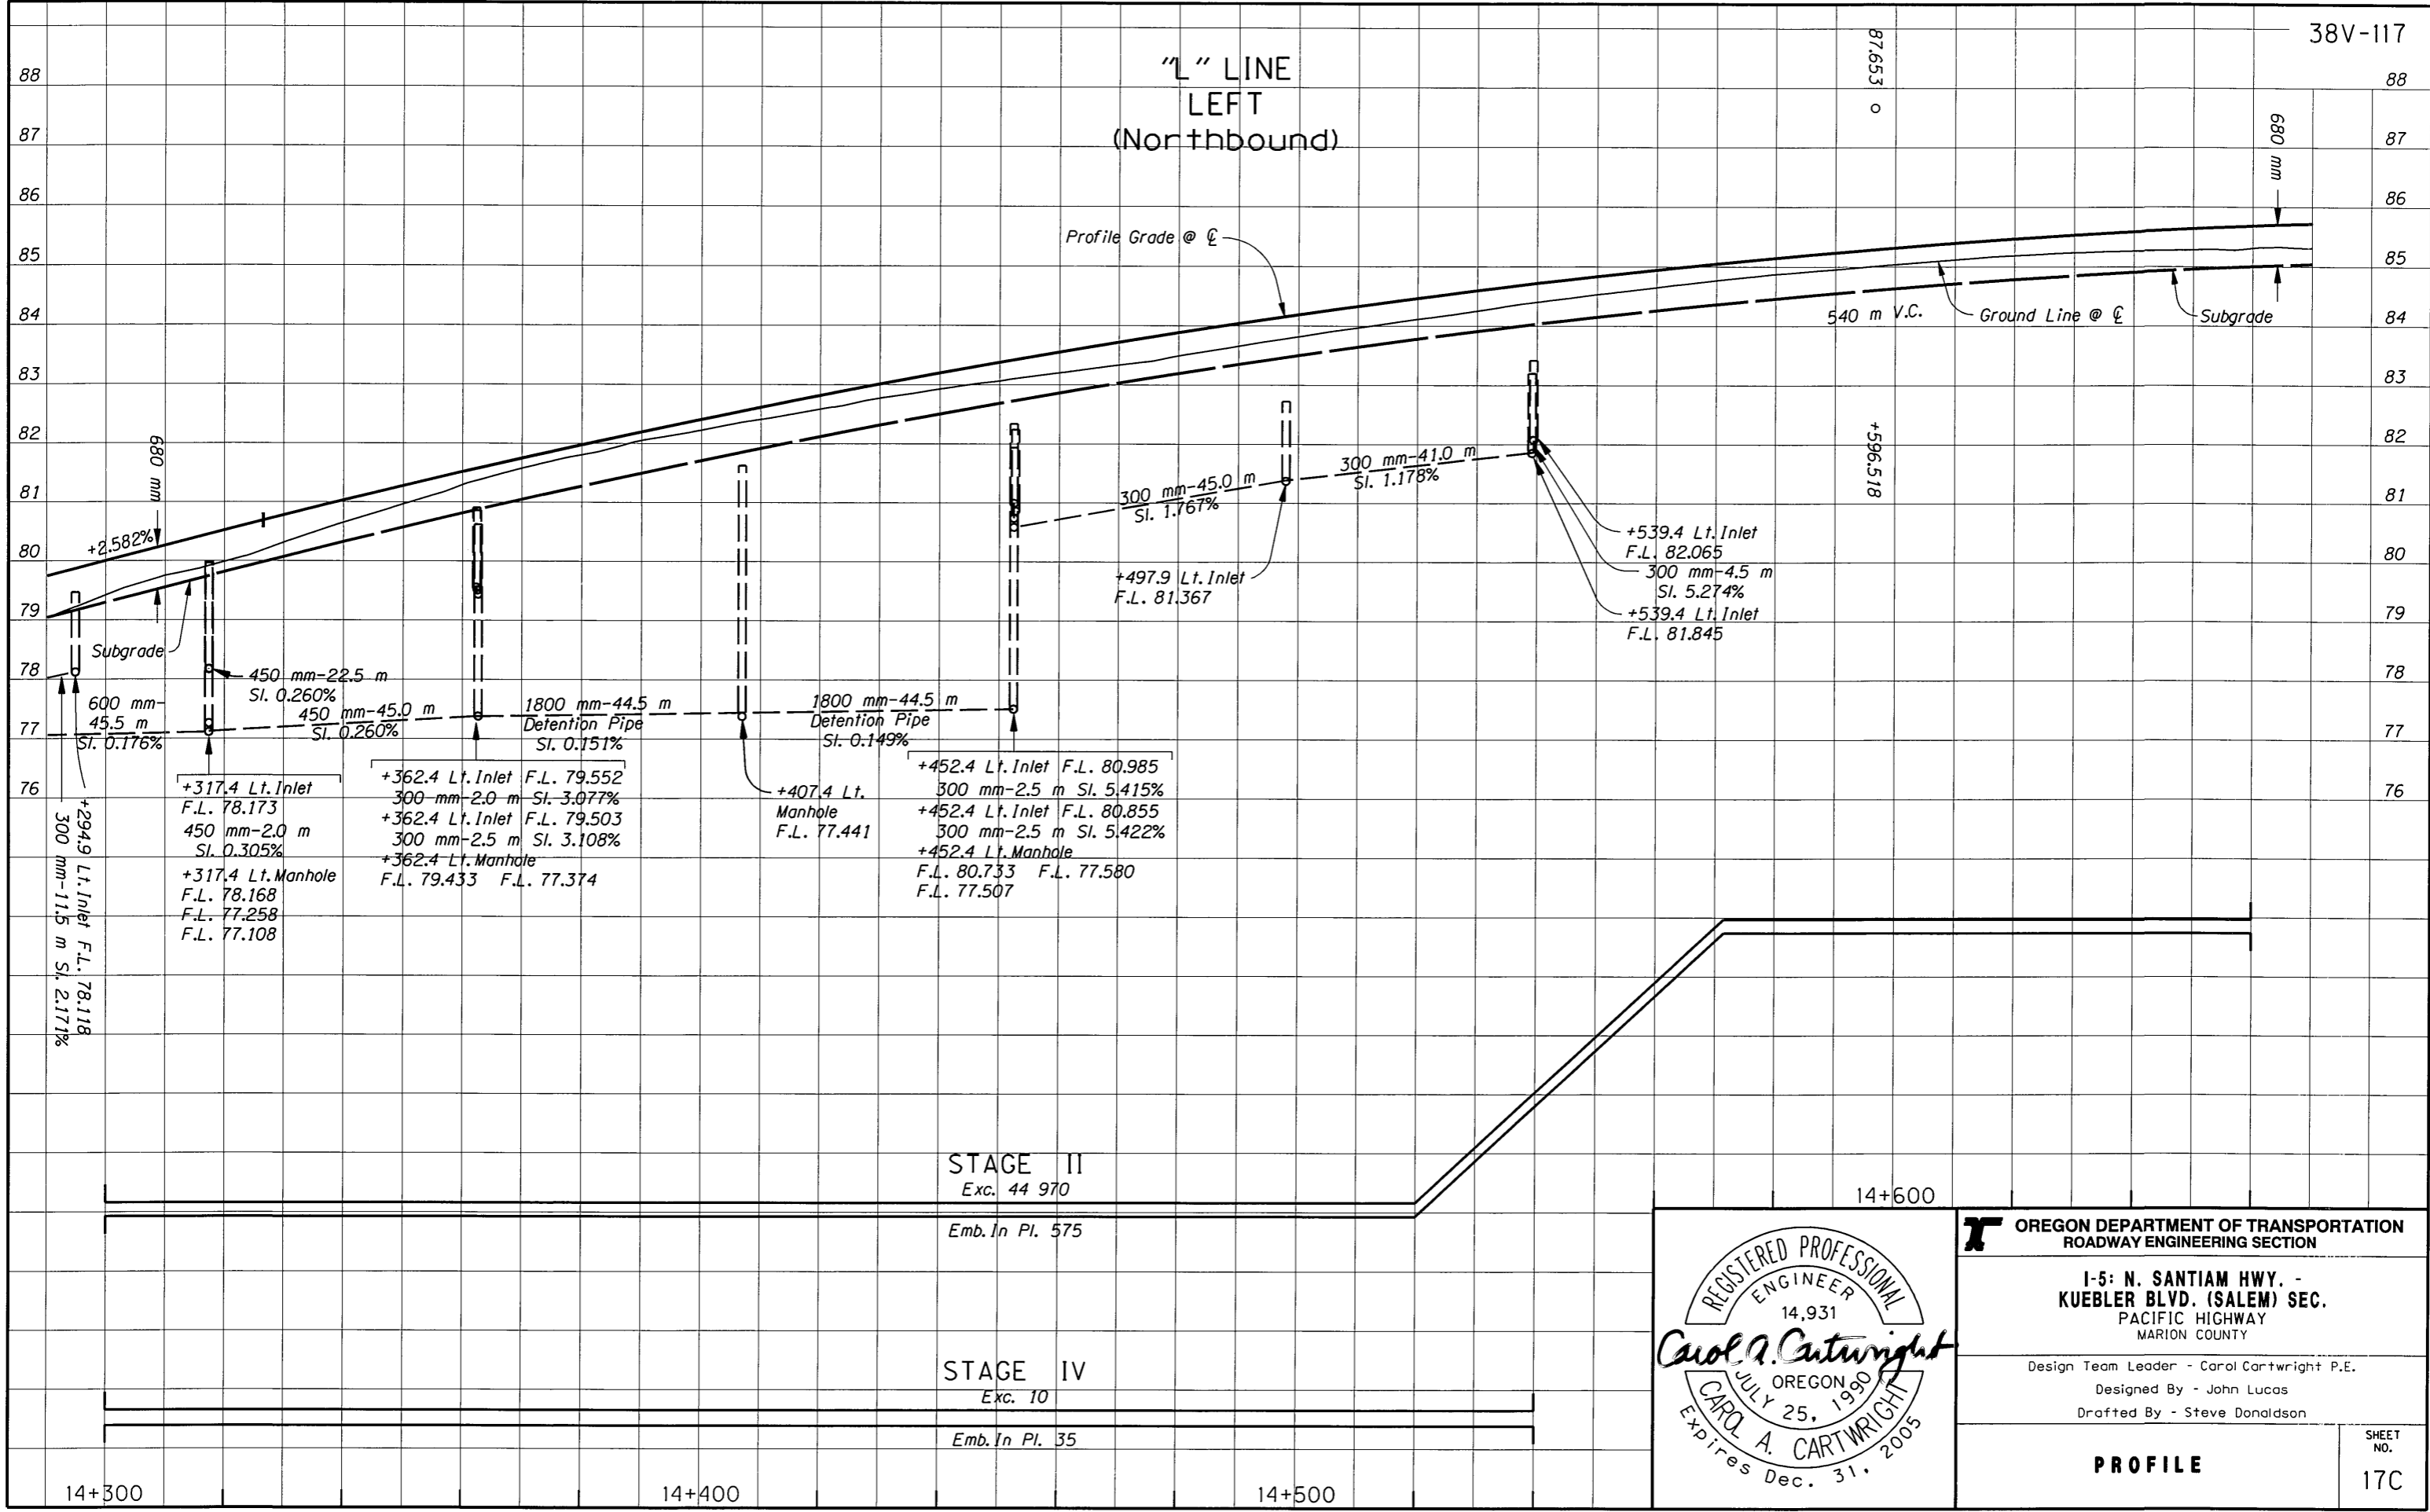 38V-117
"L" LINE
LEFT
(Northbound)
88
87
86
85
84
83
82
81
80
79
78
77
76
88
87
86
85
84
83
82
81
80
79
78
77
76
87.653
+596.518
680 mm
680 mm
Profile Grade @ ℄
540 m V.C.
Ground Line @ ℄
Subgrade
+2.582%
Subgrade
600 mm-
45.5 m
Sl. 0.176%
450 mm-22.5 m
Sl. 0.260%
450 mm-45.0 m
Sl. 0.260%
1800 mm-44.5 m
Detention Pipe
Sl. 0.151%
1800 mm-44.5 m
Detention Pipe
Sl. 0.149%
300 mm-45.0 m
Sl. 1.767%
300 mm-41.0 m
Sl. 1.178%
+497.9 Lt.Inlet
F.L. 81.367
+539.4 Lt.Inlet
F.L. 82.065
300 mm-4.5 m
Sl. 5.274%
+539.4 Lt.Inlet
F.L. 81.845
+294.9 Lt.Inlet F.L. 78.118
300 mm-11.5 m Sl. 2.171%
+317.4 Lt.Inlet
F.L. 78.173
450 mm-2.0 m
Sl. 0.305%
+317.4 Lt.Manhole
F.L. 78.168
F.L. 77.258
F.L. 77.108
+362.4 Lt.Inlet F.L. 79.552
300 mm-2.0 m Sl. 3.077%
+362.4 Lt.Inlet F.L. 79.503
300 mm-2.5 m Sl. 3.108%
+362.4 Lt.Manhole
F.L. 79.433 F.L. 77.374
+407.4 Lt.
Manhole
F.L. 77.441
+452.4 Lt.Inlet F.L. 80.985
300 mm-2.5 m Sl. 5.415%
+452.4 Lt.Inlet F.L. 80.855
300 mm-2.5 m Sl. 5.422%
+452.4 Lt.Manhole
F.L. 80.733 F.L. 77.580
F.L. 77.507
STAGE II
Exc. 44 970
Emb.In Pl. 575
STAGE IV
Exc. 10
Emb.In Pl. 35
14+300
14+400
14+500
14+600
REGISTERED PROFESSIONAL
ENGINEER
14,931
Carol A. Cartwright
OREGON
JULY 25, 1990
CAROL A. CARTWRIGHT
Expires Dec. 31, 2005
OREGON DEPARTMENT OF TRANSPORTATION
ROADWAY ENGINEERING SECTION
I-5: N. SANTIAM HWY. -
KUEBLER BLVD. (SALEM) SEC.
PACIFIC HIGHWAY
MARION COUNTY
Design Team Leader - Carol Cartwright P.E.
Designed By - John Lucas
Drafted By - Steve Donaldson
PROFILE
SHEET
NO.
17C